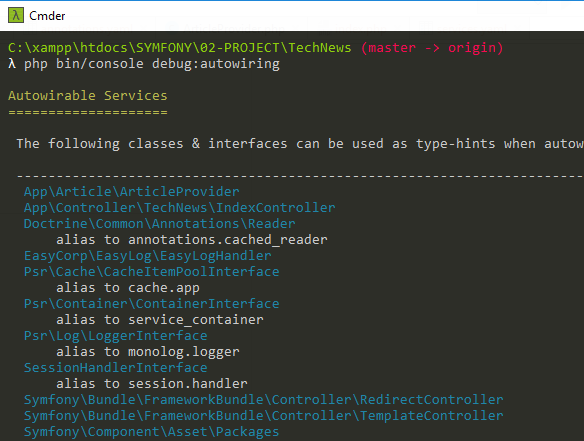 λ Cmder
C:\xampp\htdocs\SYMFONY\02-PROJECT\TechNews (master -> origin)
λ php bin/console debug:autowiring
Autowirable Services
====================
The following classes & interfaces can be used as type-hints when autow
-----------------------------------------------------------------------
App\Article\ArticleProvider
App\Controller\TechNews\IndexController
Doctrine\Common\Annotations\Reader
alias to annotations.cached_reader
EasyCorp\EasyLog\EasyLogHandler
Psr\Cache\CacheItemPoolInterface
alias to cache.app
Psr\Container\ContainerInterface
alias to service_container
Psr\Log\LoggerInterface
alias to monolog.logger
SessionHandlerInterface
alias to session.handler
Symfony\Bundle\FrameworkBundle\Controller\RedirectController
Symfony\Bundle\FrameworkBundle\Controller\TemplateController
Symfony\Component\Asset\Packages